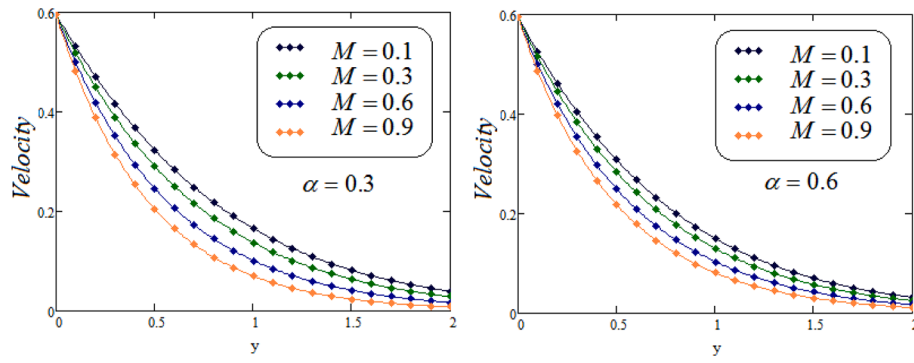 0.6
0.4
0.2
0
Velocity
0
0.5
1
1.5
2
y
M = 0.1
M = 0.3
M = 0.6
M = 0.9
α = 0.3
0.6
0.4
0.2
0
Velocity
0
0.5
1
1.5
2
y
M = 0.1
M = 0.3
M = 0.6
M = 0.9
α = 0.6